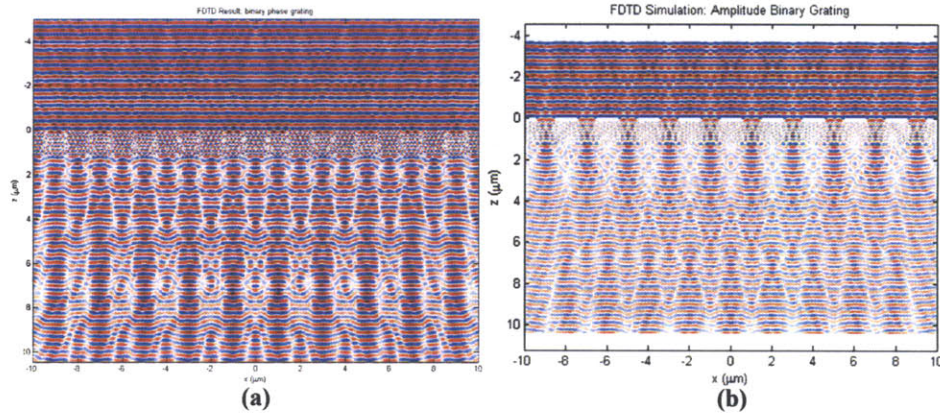 FDTD Result: binary phase grating
-4
-2
0
2
4
6
8
10
z (μm)
-10 -8 -6 -4 -2 0 2 4 6 8 10
x (μm)
(a)
FDTD Simulation: Amplitude Binary Grating
-4
-2
0
2
4
6
8
10
z (μm)
-10 -8 -6 -4 -2 0 2 4 6 8 10
x (μm)
(b)